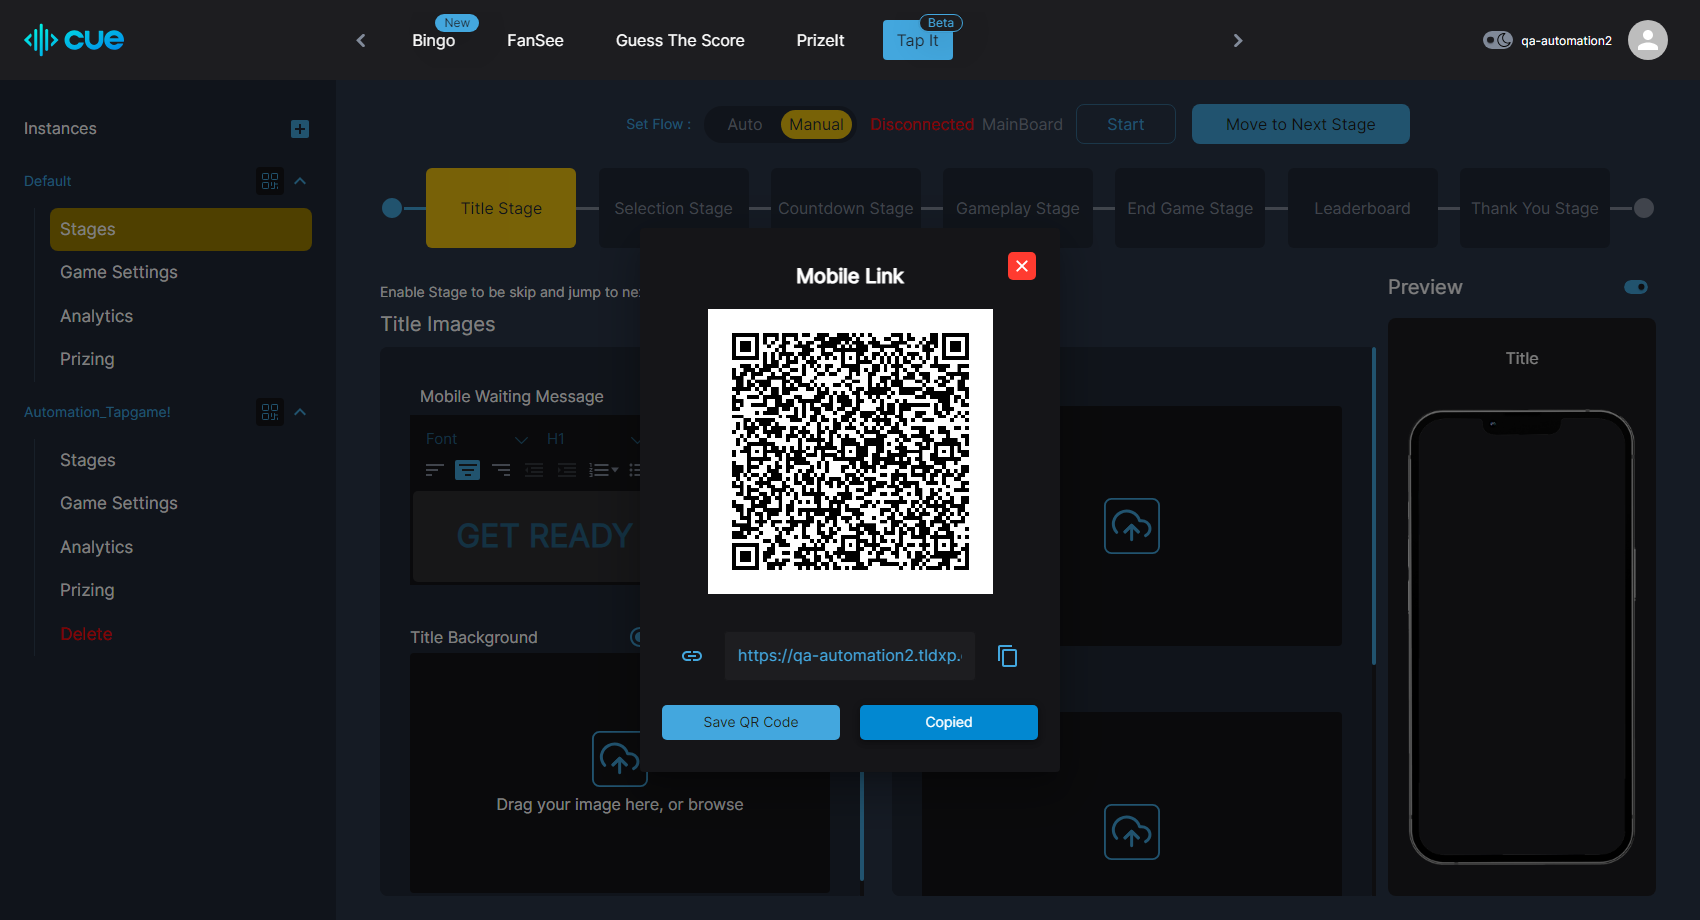 cue
Bingo
New
FanSee
Guess The Score
PrizeIt
Tap It
Beta
qa-automation2
Instances
Default
Stages
Game Settings
Analytics
Prizing
Automation_Tapgame!
Stages
Game Settings
Analytics
Prizing
Delete
Set Flow :
Auto
Manual
Disconnected
MainBoard
Start
Move to Next Stage
Title Stage
Selection Stage
Countdown Stage
Gameplay Stage
End Game Stage
Leaderboard
Thank You Stage
Enable Stage to be skip and jump to
Title Images
Mobile Waiting Message
Font
H1
GET READY
Title Background
Drag your image here, or browse
Mobile Link
https://qa-automation2.tldxp.
Save QR Code
Copied
Preview
Title